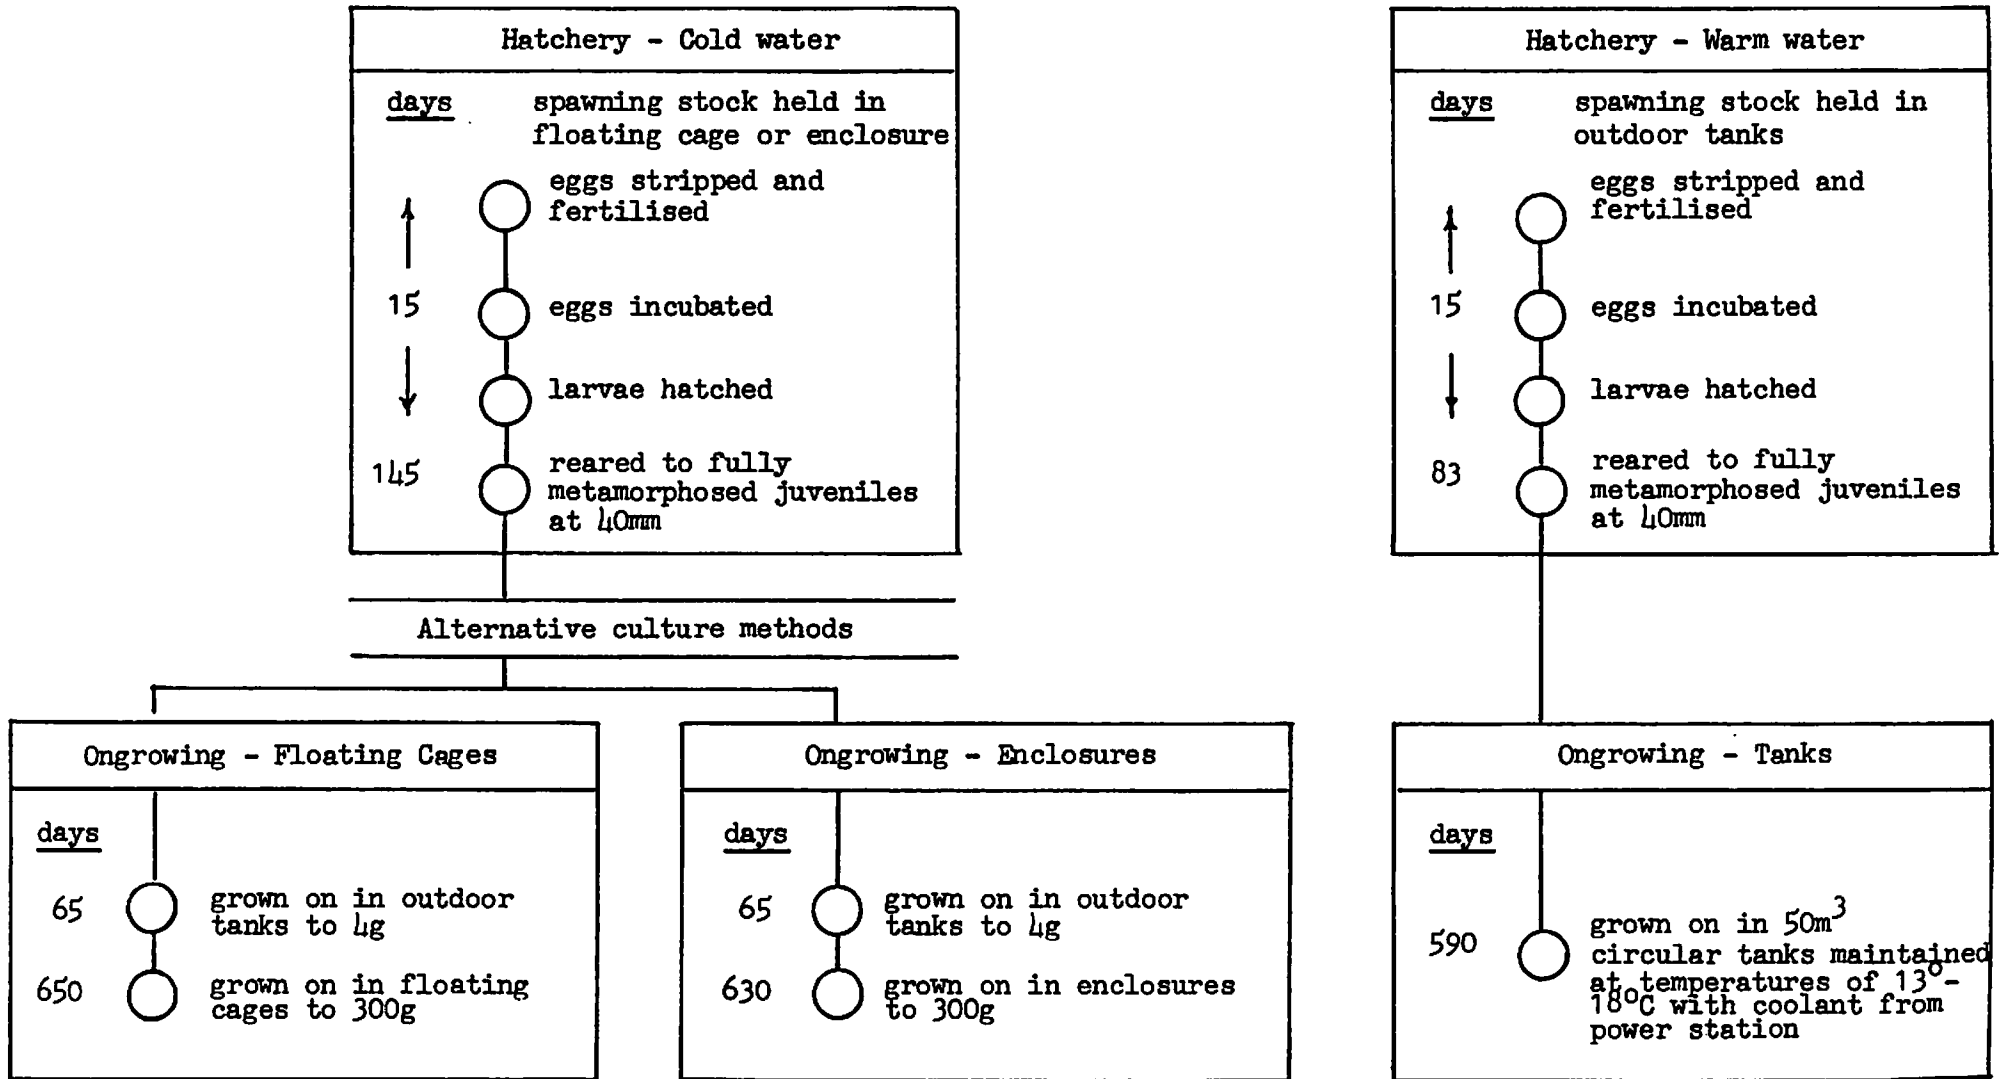 Hatchery - Cold water
days
spawning stock held in
floating cage or enclosure
eggs stripped and
fertilised
15
eggs incubated
larvae hatched
145
reared to fully
metamorphosed juveniles
at 40mm
Hatchery - Warm water
days
spawning stock held in
outdoor tanks
eggs stripped and
fertilised
15
eggs incubated
larvae hatched
83
reared to fully
metamorphosed juveniles
at 40mm
Alternative culture methods
Ongrowing - Floating Cages
days
65
grown on in outdoor
tanks to 4g
650
grown on in floating
cages to 300g
Ongrowing - Enclosures
days
65
grown on in outdoor
tanks to 4g
630
grown on in enclosures
to 300g
Ongrowing - Tanks
days
590
grown on in 50m³
circular tanks maintained
at temperatures of 13°-
18°C with coolant from
power station